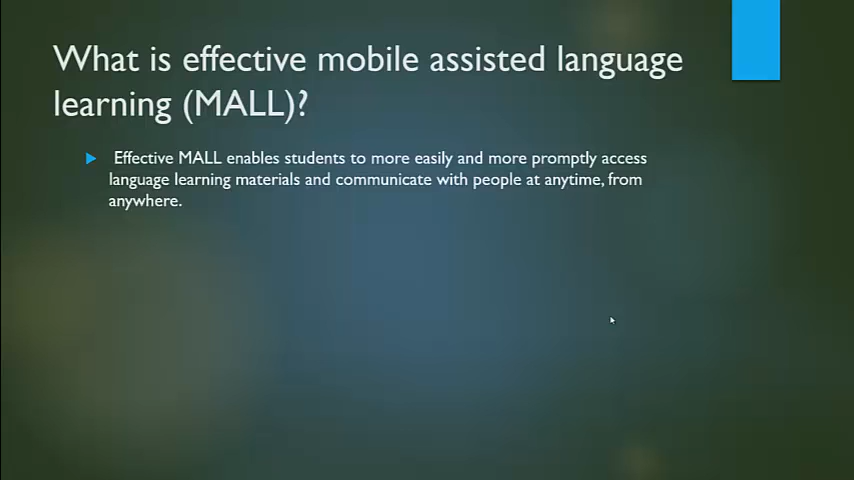 What is effective mobile assisted language
learning (MALL)?
Effective MALL enables students to more easily and more promptly access
language learning materials and communicate with people at anytime, from
anywhere.